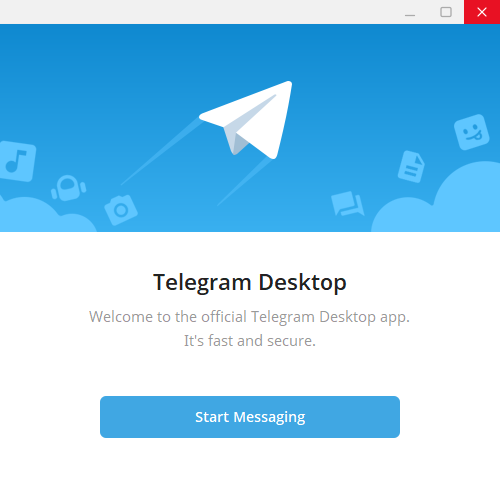 Telegram Desktop
Welcome to the official Telegram Desktop app.
It's fast and secure.
Start Messaging